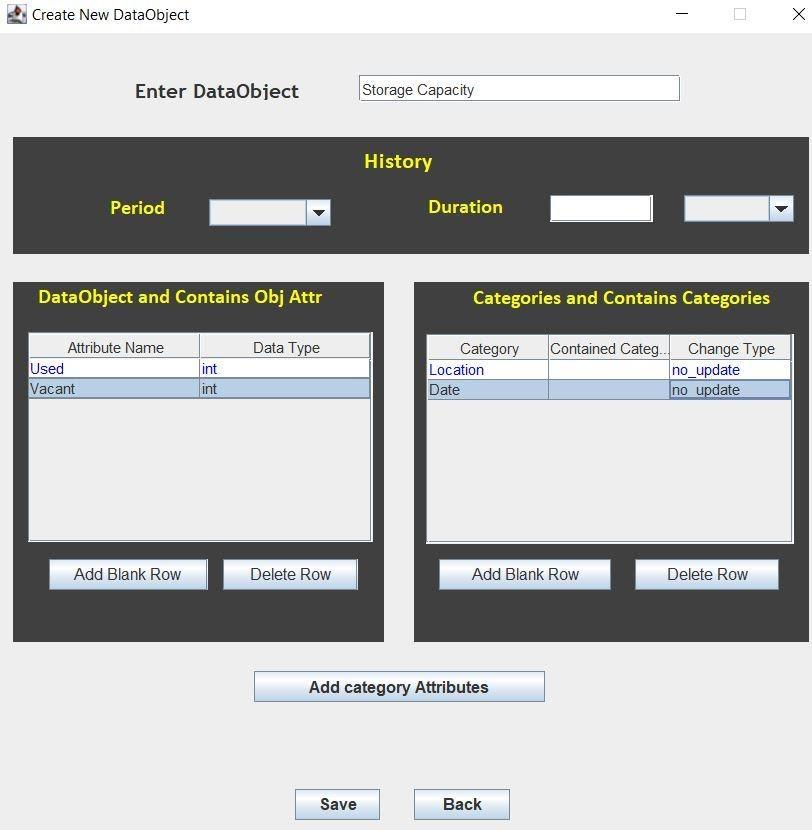 Create New DataObject
Enter DataObject Storage Capacity
History
Period Duration
DataObject and Contains Obj Attr
Attribute Name Data Type
Used int
Vacant int
Add Blank Row Delete Row
Categories and Contains Categories
Category Contained Categ... Change Type
Location no_update
Date no_update
Add Blank Row Delete Row
Add category Attributes
Save Back